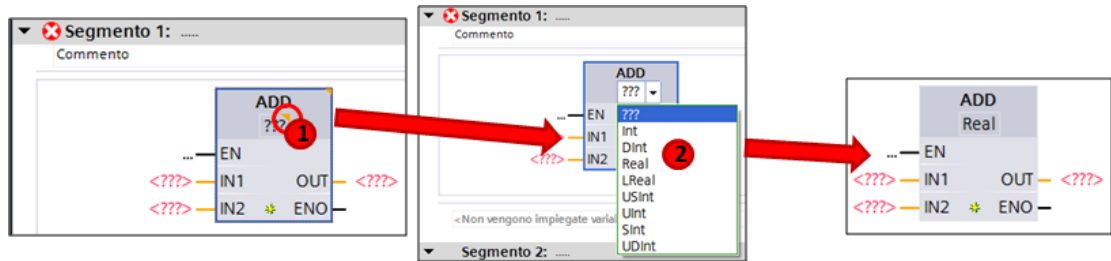 Segmento 1: .....
Commento
ADD
???
1
... EN
<???> IN1 OUT <???>
<???> IN2 ENO
Segmento 1: .....
Commento
ADD
???
... EN
IN1
<???> IN2
???
Int
DInt
Real
LReal
USInt
UInt
SInt
UDInt
2
<Non vengono impiegate variab
Segmento 2: .....
ADD
Real
... EN
<???> IN1 OUT <???>
<???> IN2 ENO